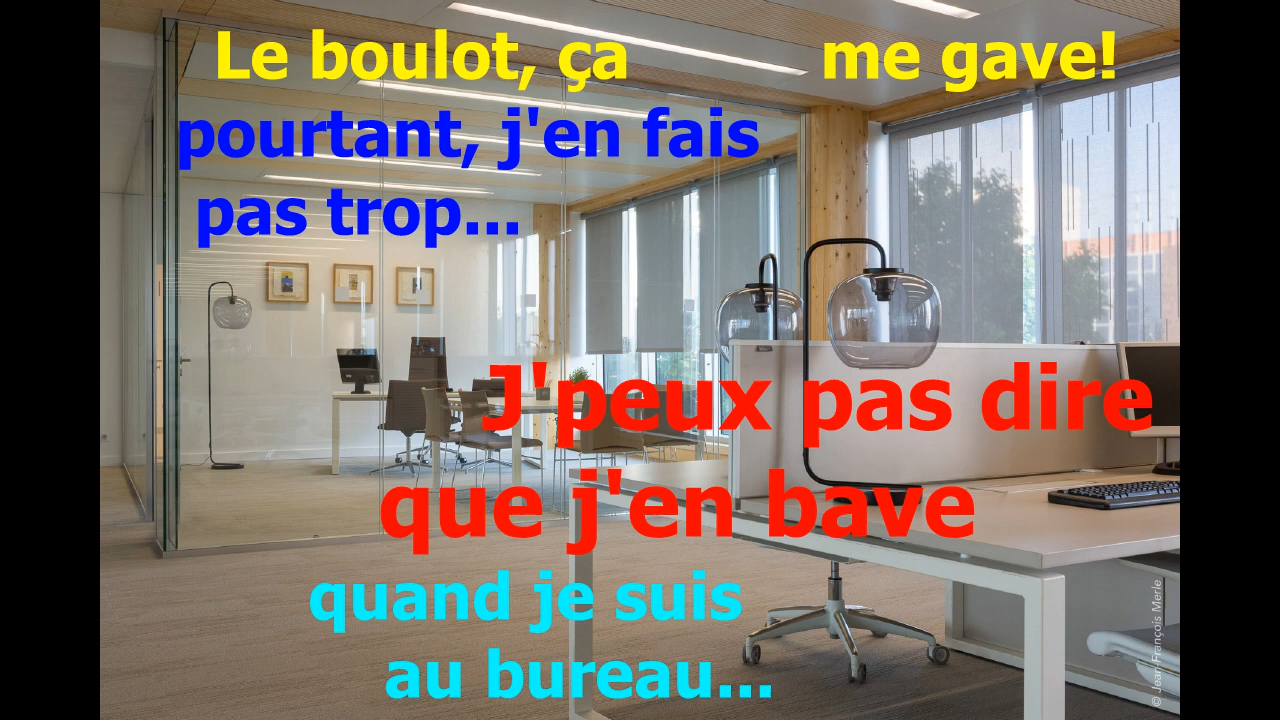 Le boulot, ça me gave!
pourtant, j'en fais
pas trop...
J'peux pas dire
que j'en bave
quand je suis
au bureau...
© Jean-François Merle